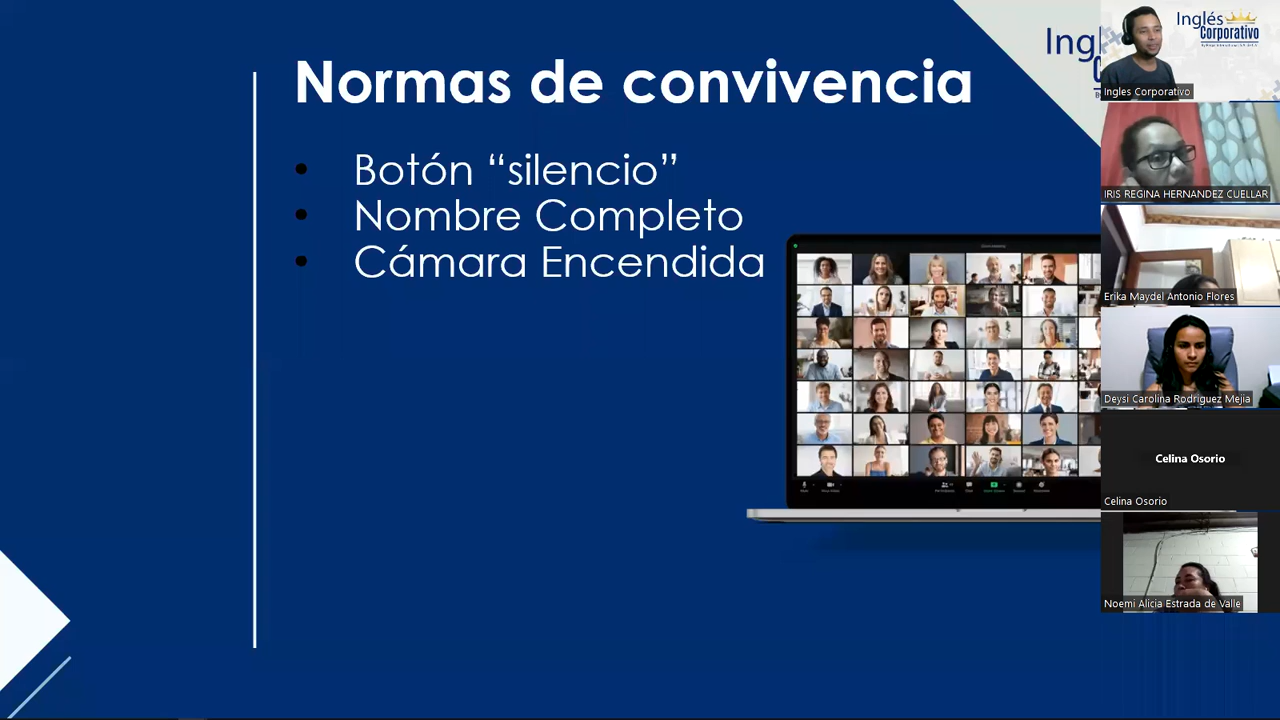 Normas de convivencia
• Botón “silencio”
• Nombre Completo
• Cámara Encendida
Ing
Inglés
Corporativo
Ingles Corporativo
IRIS REGINA HERNANDEZ CUELLAR
Erika Maydel Antonio Flores
Deysi Carolina Rodriguez Mejia
Celina Osorio
Celina Osorio
Noemi Alicia Estrada de Valle